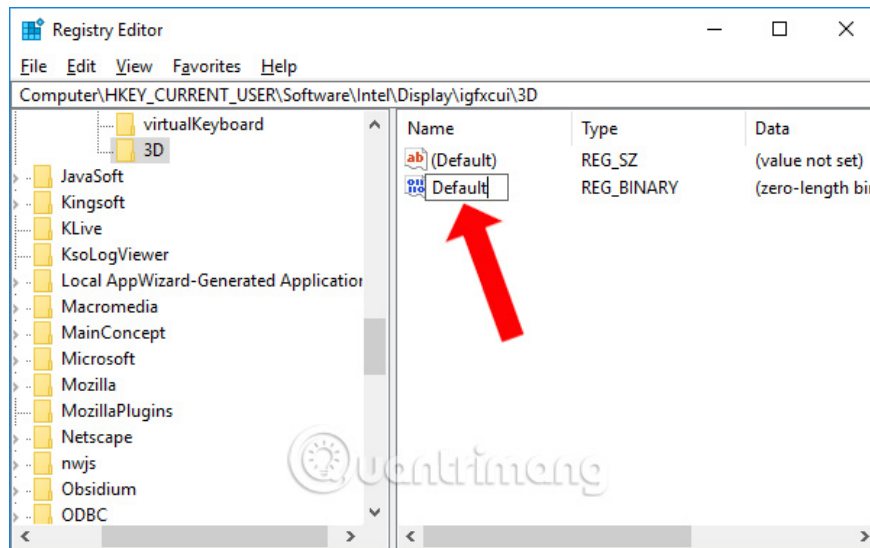 Registry Editor
File Edit View Favorites Help
Computer\HKEY_CURRENT_USER\Software\Intel\Display\igfxcui\3D
virtualKeyboard
3D
JavaSoft
Kingsoft
KLive
KsoLogViewer
Local AppWizard-Generated Application
Macromedia
MainConcept
Microsoft
Mozilla
MozillaPlugins
Netscape
nwjs
Obsidium
ODBC
Name Type Data
ab (Default) REG_SZ (value not set)
Default REG_BINARY (zero-length bi
Quantrimang